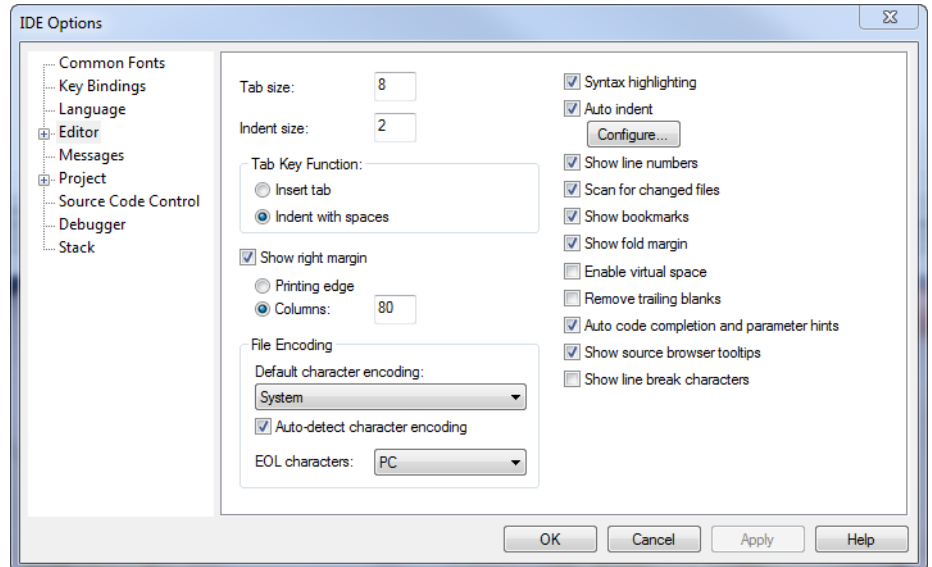 IDE Options
Common Fonts
Key Bindings
Language
Editor
Messages
Project
Source Code Control
Debugger
Stack
Tab size: 8
Indent size: 2
Tab Key Function:
Insert tab
Indent with spaces
Show right margin
Printing edge
Columns: 80
File Encoding
Default character encoding:
System
Auto-detect character encoding
EOL characters: PC
Syntax highlighting
Auto indent
Configure...
Show line numbers
Scan for changed files
Show bookmarks
Show fold margin
Enable virtual space
Remove trailing blanks
Auto code completion and parameter hints
Show source browser tooltips
Show line break characters
OK Cancel Apply Help